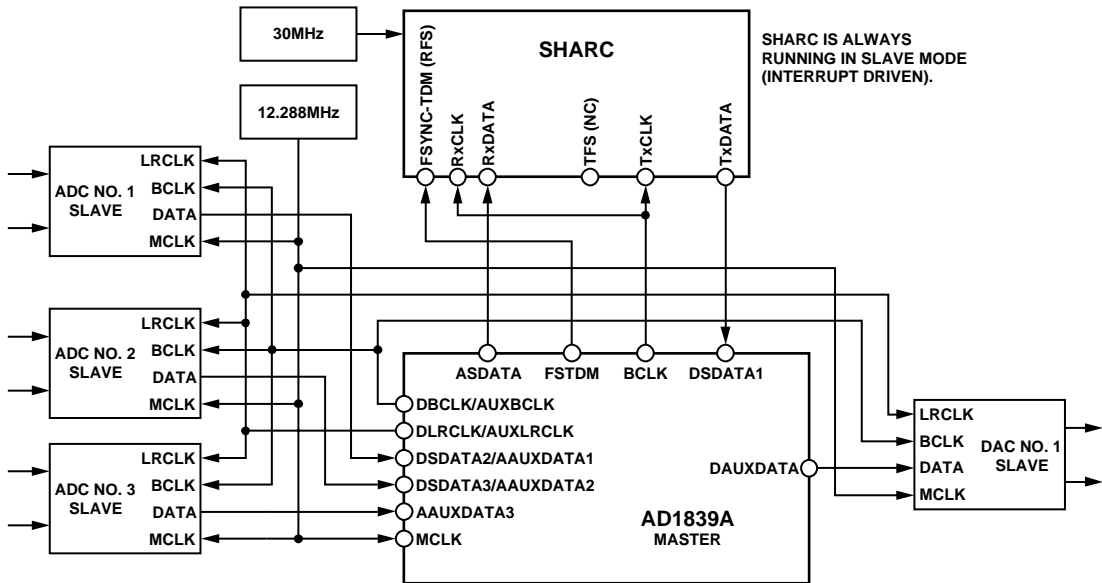 30MHz
12.288MHz
SHARC
FSYNC-TDM (RFS)
RxCLK
RxDATA
TFS (NC)
TxCLK
TxDATA
SHARC IS ALWAYS
RUNNING IN SLAVE MODE
(INTERRUPT DRIVEN).
ADC NO. 1
SLAVE
LRCLK
BCLK
DATA
MCLK
ADC NO. 2
SLAVE
LRCLK
BCLK
DATA
MCLK
ADC NO. 3
SLAVE
LRCLK
BCLK
DATA
MCLK
ASDATA
FSTDM
BCLK
DSDATA1
DBCLK/AUXBCLK
DLRCLK/AUXLRCLK
DSDATA2/AAUXDATA1
DSDATA3/AAUXDATA2
AAUXDATA3
MCLK
DAUXDATA
AD1839A
MASTER
LRCLK
BCLK
DATA
MCLK
DAC NO. 1
SLAVE